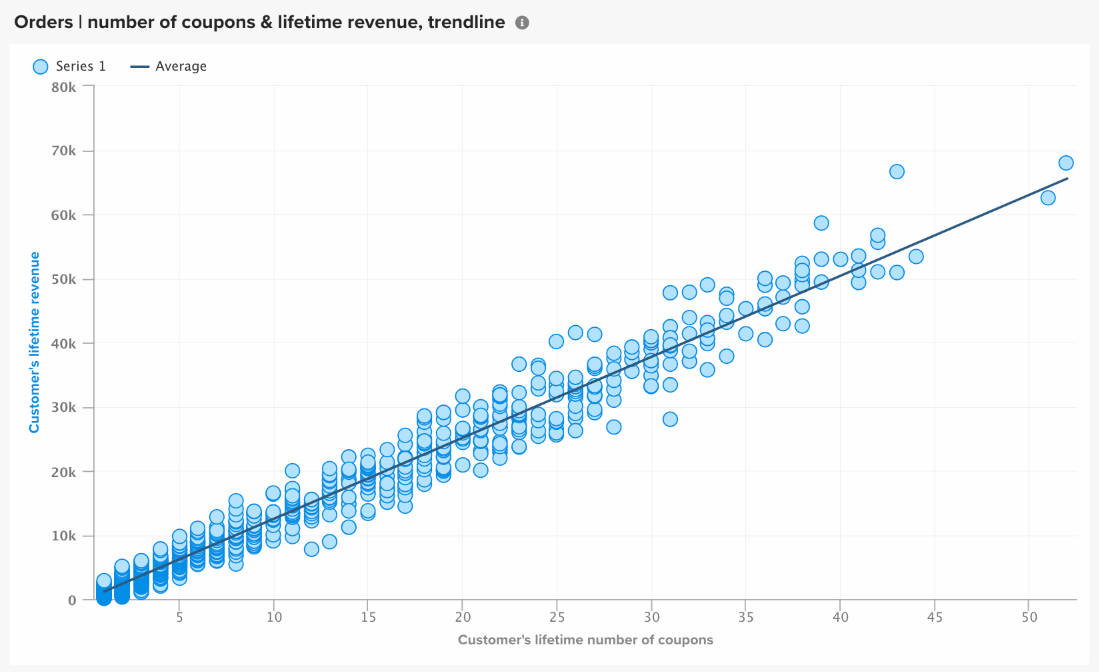 Orders | number of coupons & lifetime revenue, trendline i
Series 1 Average
80k
70k
60k
50k
40k
30k
20k
10k
0
Customer's lifetime revenue
5 10 15 20 25 30 35 40 45 50
Customer's lifetime number of coupons